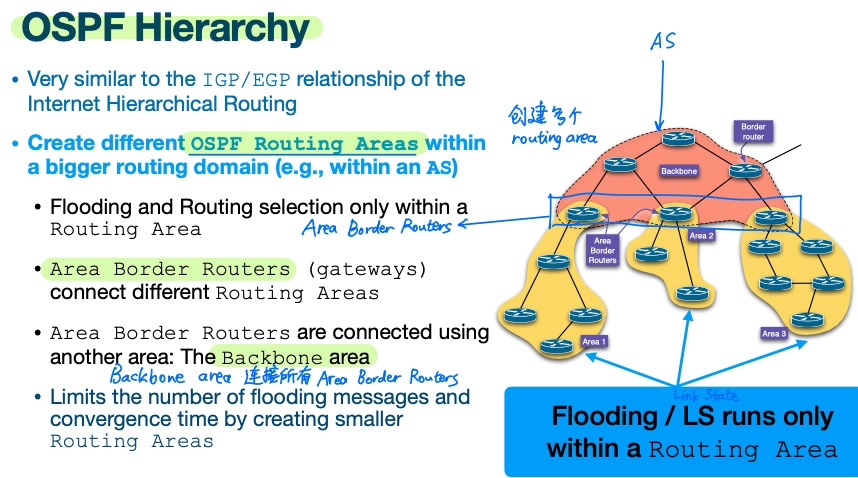 OSPF Hierarchy
• Very similar to the IGP/EGP relationship of the
Internet Hierarchical Routing
• Create different OSPF Routing Areas within
a bigger routing domain (e.g., within an AS)
• Flooding and Routing selection only within a
Routing Area
Area Border Routers
• Area Border Routers (gateways)
connect different Routing Areas
• Area Border Routers are connected using
another area: The Backbone area
Backbone area 连接所有 Area Border Routers
• Limits the number of flooding messages and
convergence time by creating smaller
Routing Areas
AS
创建多个
routing area
Border
router
Backbone
Area
Border
Routers
Area 2
Area 1
Area 3
Link State
Flooding / LS runs only
within a Routing Area